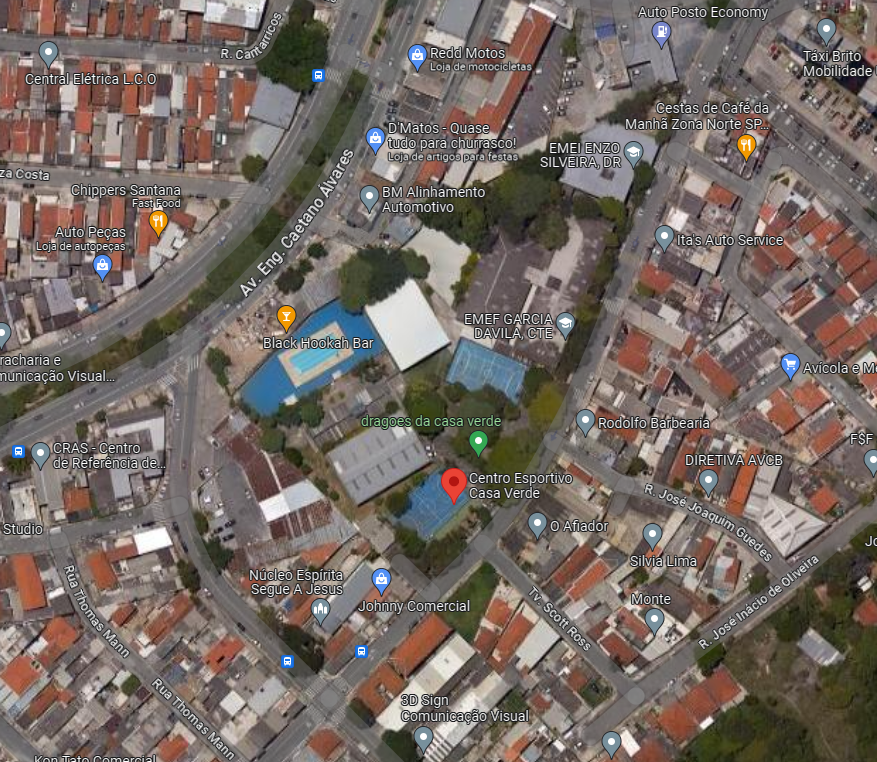 Auto Posto Economy
R. Camarricos
Redd Motos
Loja de motocicletas
Táxi Brito
Mobilidade
Central Elétrica L.C.O
Cestas de Café da
Manhã Zona Norte SP...
D'Matos - Quase
tudo para churrasco!
Loja de artigos para festas
EMEI ENZO
SILVEIRA, DR
za Costa
Chippers Santana
Fast Food
BM Alinhamento
Automotivo
Av. Eng. Caetano Álvares
Auto Peças
Loja de autopeças
Ita's Auto Service
EMEF GARCIA
DAVILA, CTE
Black Hookah Bar
racharia e
municação Visual...
Avícola e Me
dragoes da casa verde
Rodolfo Barbearia
F$F
CRAS - Centro
de Referência de...
DIRETIVA AVCB
Centro Esportivo
Casa Verde
R. José Joaquim Guedes
Studio
O Afiador
Silvia Lima
Jo
Núcleo Espírita
Segue A Jesus
Johnny Comercial
Rua Thomas Mann
Tv. Scott Ross
Monte
R. José Inácio de Oliveira
Rua Thomas Mann
3D Sign
Comunicação Visual
Kon Tato Comercial